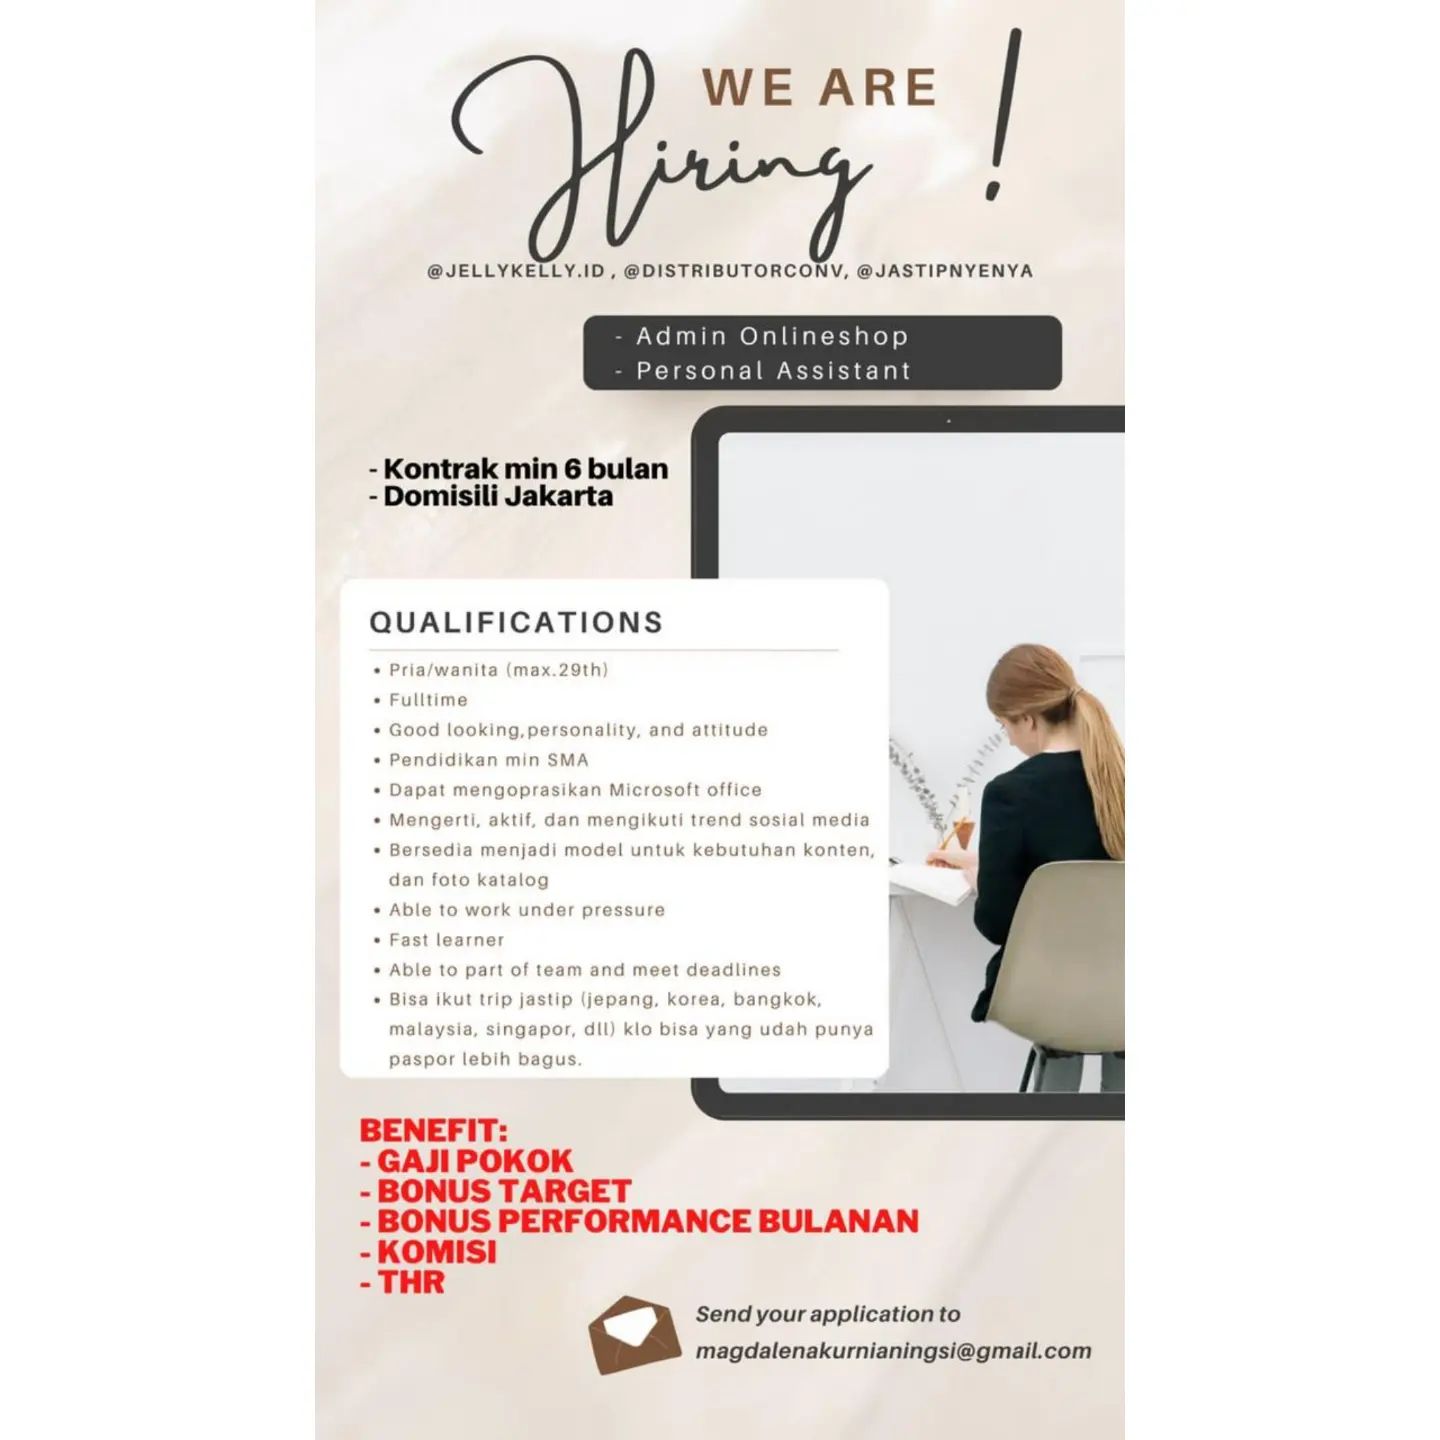 WE ARE
Hiring !
@JELLYKELLY.ID , @DISTRIBUTORCONV, @JASTIPNYENYA
- Admin Onlineshop
- Personal Assistant
- Kontrak min 6 bulan
- Domisili Jakarta
QUALIFICATIONS
• Pria/wanita (max.29th)
• Fulltime
• Good looking,personality, and attitude
• Pendidikan min SMA
• Dapat mengoprasikan Microsoft office
• Mengerti, aktif, dan mengikuti trend sosial media
• Bersedia menjadi model untuk kebutuhan konten,
dan foto katalog
• Able to work under pressure
• Fast learner
• Able to part of team and meet deadlines
• Bisa ikut trip jastip (jepang, korea, bangkok,
malaysia, singapor, dll) klo bisa yang udah punya
paspor lebih bagus.
BENEFIT:
- GAJI POKOK
- BONUS TARGET
- BONUS PERFORMANCE BULANAN
- KOMISI
- THR
Send your application to
magdalenakurnianingsi@gmail.com